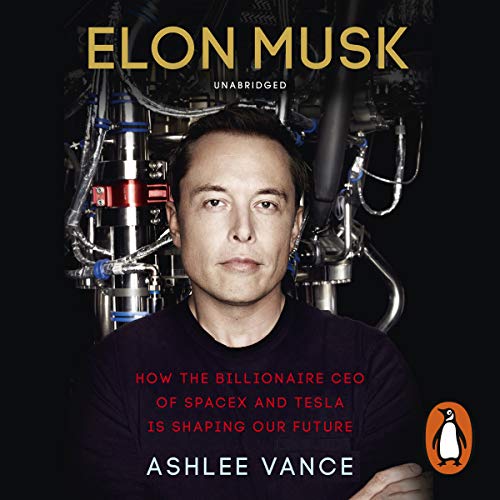 ELON MUSK
UNABRIDGED
HOW THE BILLIONAIRE CEO
OF SPACEX AND TESLA
IS SHAPING OUR FUTURE
ASHLEE VANCE